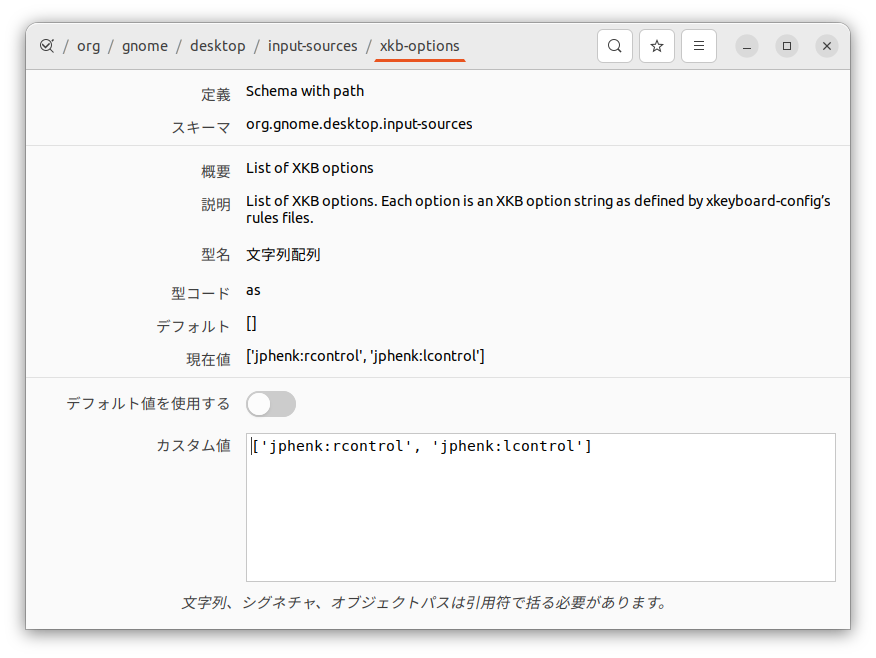 / org / gnome / desktop / input-sources / xkb-options
定義 Schema with path
スキーマ org.gnome.desktop.input-sources
概要 List of XKB options
説明 List of XKB options. Each option is an XKB option string as defined by xkeyboard-config’s
rules files.
型名 文字列配列
型コード as
デフォルト []
現在値 ['jphenk:rcontrol', 'jphenk:lcontrol']
デフォルト値を使用する
カスタム値 ['jphenk:rcontrol', 'jphenk:lcontrol']
文字列、シグネチャ、オブジェクトパスは引用符で括る必要があります。